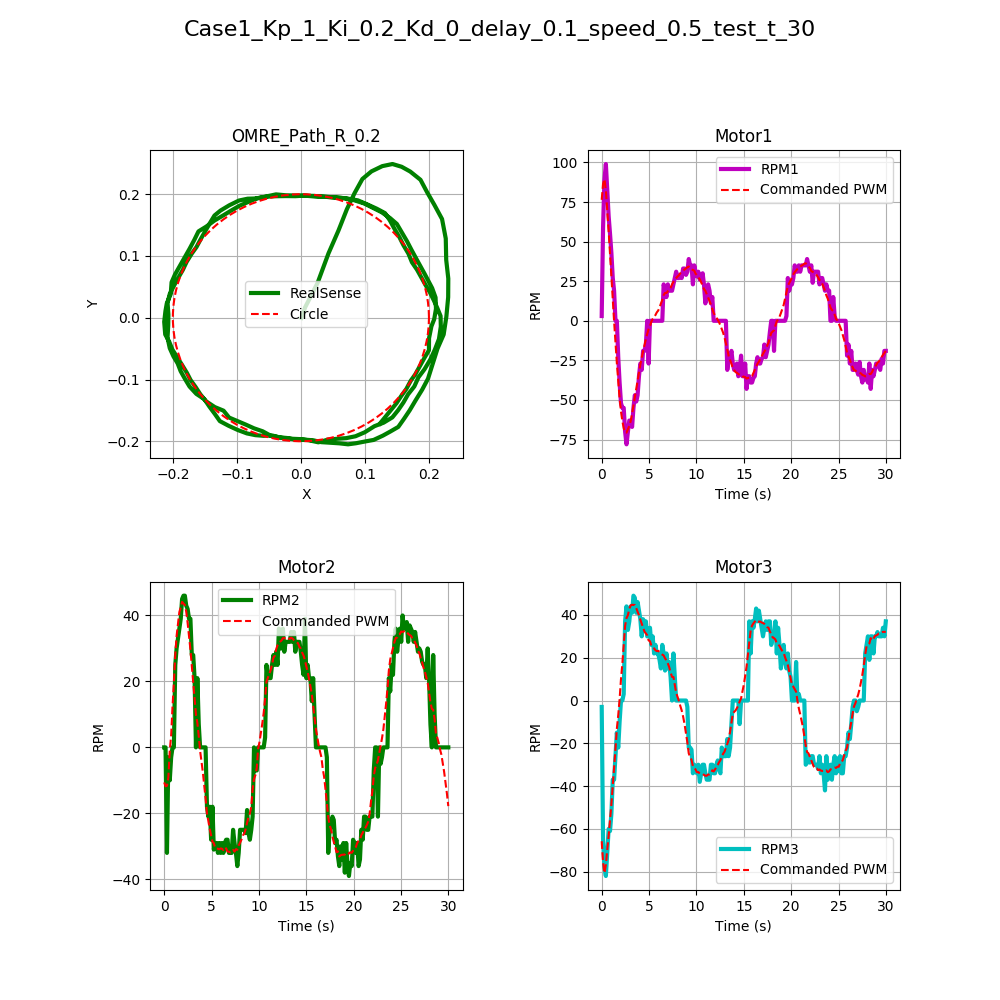 Case1_Kp_1_Ki_0.2_Kd_0_delay_0.1_speed_0.5_test_t_30
OMRE_Path_R_0.2
0.2
0.1
0.0
−0.1
−0.2
Y
RealSense
Circle
−0.2
−0.1
0.0
0.1
0.2
X
Motor1
100
75
50
25
0
−25
−50
−75
RPM
RPM1
Commanded PWM
0
5
10
15
20
25
30
Time (s)
Motor2
40
20
0
−20
−40
RPM
RPM2
Commanded PWM
0
5
10
15
20
25
30
Time (s)
Motor3
40
20
0
−20
−40
−60
−80
RPM
RPM3
Commanded PWM
0
5
10
15
20
25
30
Time (s)